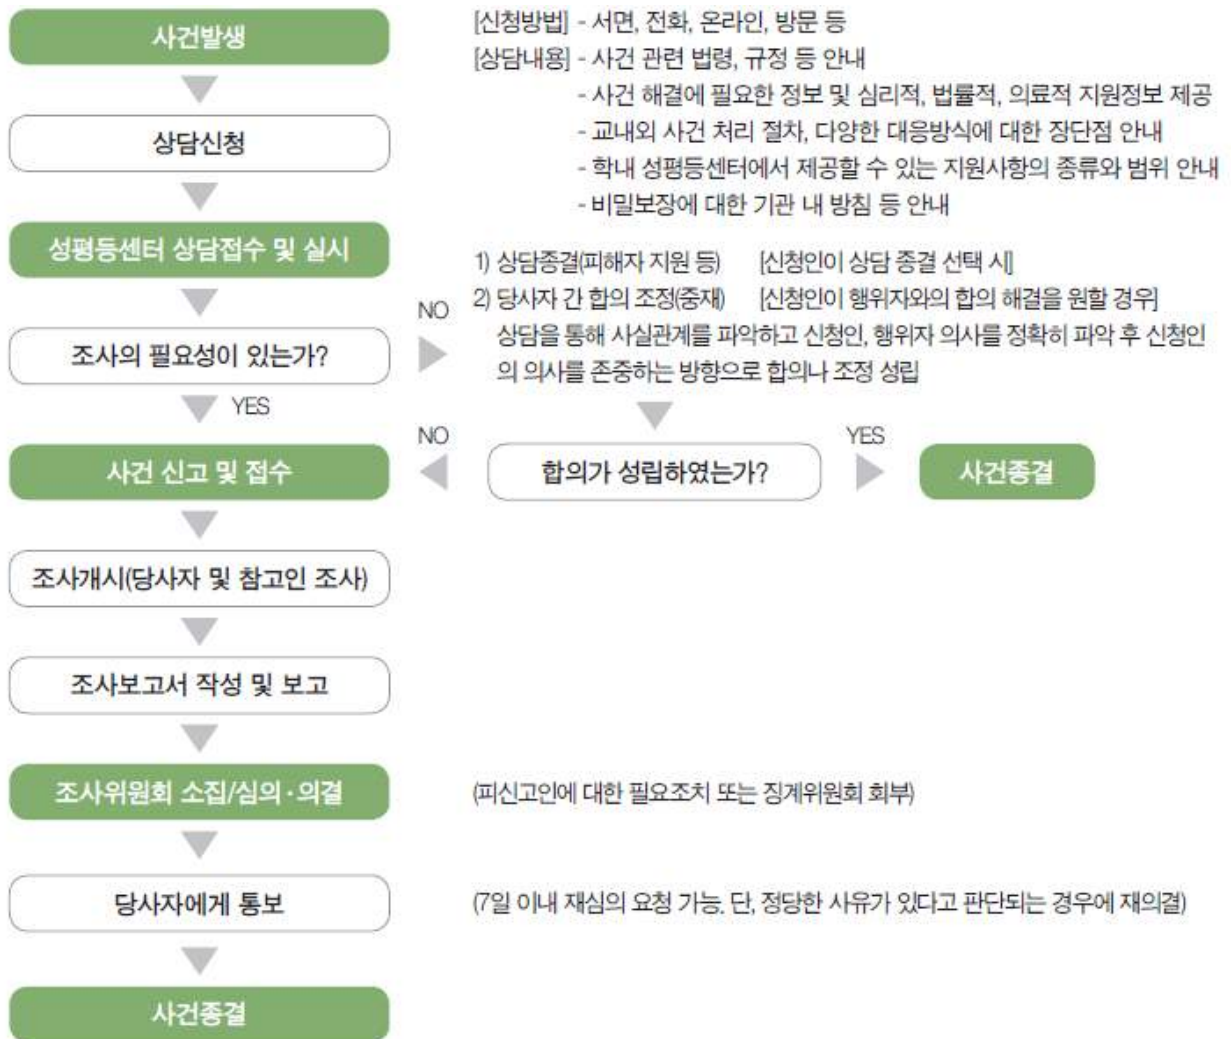 사건발생
[신청방법] - 서면, 전화, 온라인, 방문 등
[상담내용] - 사건 관련 법령, 규정 등 안내
- 사건 해결에 필요한 정보 및 심리적, 법률적, 의료적 지원정보 제공
상담신청
- 교내외 사건 처리 절차, 다양한 대응방식에 대한 장단점 안내
- 학내 성평등센터에서 제공할 수 있는 지원사항의 종류와 범위 안내
- 비밀보장에 대한 기관 내 방침 등 안내
성평등센터 상담접수 및 실시
1) 상담종결(피해자 지원 등) [신청인이 상담 종결 선택 시]
2) 당사자 간 합의 조정(중재) [신청인이 행위자와의 합의 해결을 원할 경우]
상담을 통해 사실관계를 파악하고 신청인, 행위자 의사를 정확히 파악 후 신청인
의 의사를 존중하는 방향으로 합의나 조정 성립
NO
조사의 필요성이 있는가?
YES
NO
YES
사건 신고 및 접수
합의가 성립하였는가?
사건종결
조사개시(당사자 및 참고인 조사)
조사보고서 작성 및 보고
조사위원회 소집/심의·의결
(피신고인에 대한 필요조치 또는 징계위원회 회부)
당사자에게 통보
(7일 이내 재심의 요청 가능. 단, 정당한 사유가 있다고 판단되는 경우에 재의결)
사건종결